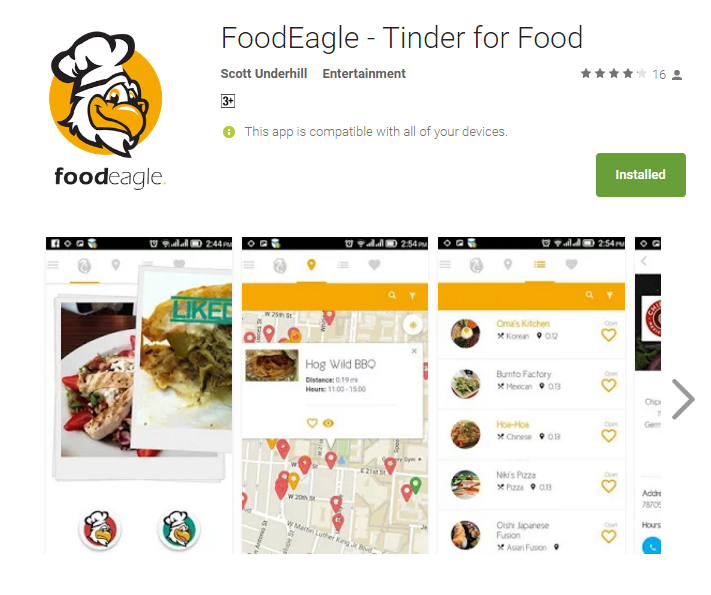 FoodEagle - Tinder for Food
Scott Underhill Entertainment
16
3+
This app is compatible with all of your devices.
foodeagle.
Installed
2:44 PM
LIKED
2:54 PM
W 25th St
Hog Wild BBQ
Distance: 0.19 mi
Hours: 11:00 - 15:00
E 21st St
W 20th St
Martin Luther King Jr Blvd
2:54 PM
Oma's Kitchen
Open
Korean 0.12
Burrito Factory
Open
Mexican 0.13
Hoa-Hoa
Open
Chinese 0.13
Niki's Pizza
Open
Pizza 0.13
Oishi Japanese
Fusion
Open
Asian Fusion
Chip
Germ
Addre
78705
Hours